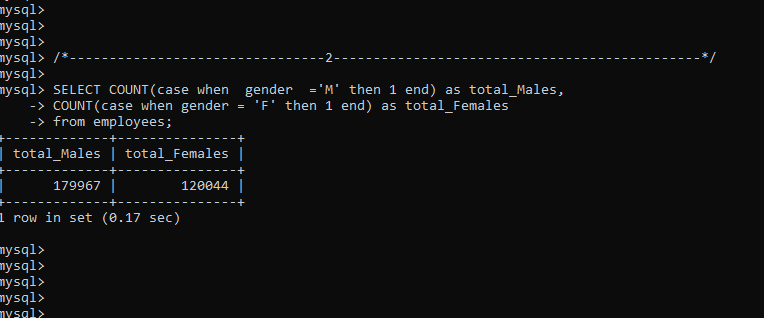 mysql>
mysql>
mysql>
mysql> /*--------------------------------2----------------------------------------------*/
mysql>
mysql> SELECT COUNT(case when  gender  ='M' then 1 end) as total_Males,
    -> COUNT(case when gender = 'F' then 1 end) as total_Females
    -> from employees;
+-------------+---------------+
| total_Males | total_Females |
+-------------+---------------+
|      179967 |        120044 |
+-------------+---------------+
1 row in set (0.17 sec)

mysql>
mysql>
mysql>
mysql>
mysql>